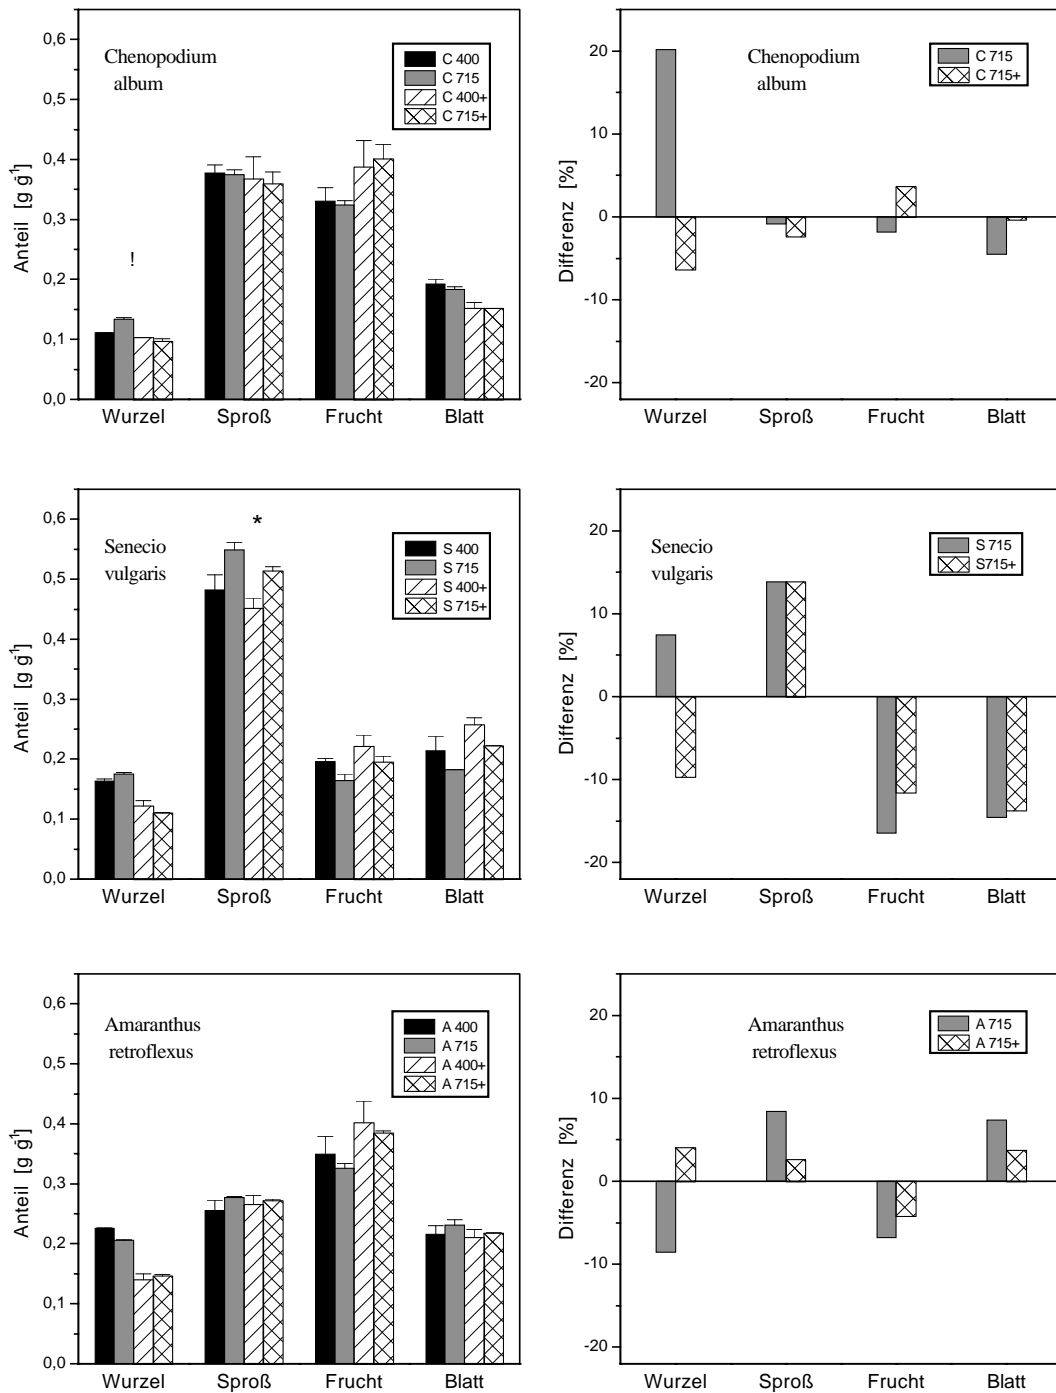 0,6
0,5
0,4
0,3
0,2
0,1
0,0
Anteil [g g-1]
Chenopodium
album
C 400
C 715
C 400+
C 715+
!
Wurzel Sproß Frucht Blatt
20
10
0
-10
-20
Differenz [%]
Chenopodium
album
C 715
C 715+
Wurzel Sproß Frucht Blatt
0,6
0,5
0,4
0,3
0,2
0,1
0,0
Anteil [g g-1]
Senecio
vulgaris
*
S 400
S 715
S 400+
S 715+
Wurzel Sproß Frucht Blatt
20
10
0
-10
-20
Differenz [%]
Senecio
vulgaris
S 715
S715+
Wurzel Sproß Frucht Blatt
0,6
0,5
0,4
0,3
0,2
0,1
0,0
Anteil [g g-1]
Amaranthus
retroflexus
A 400
A 715
A 400+
A 715+
Wurzel Sproß Frucht Blatt
20
10
0
-10
-20
Differenz [%]
Amaranthus
retroflexus
A 715
A 715+
Wurzel Sproß Frucht Blatt